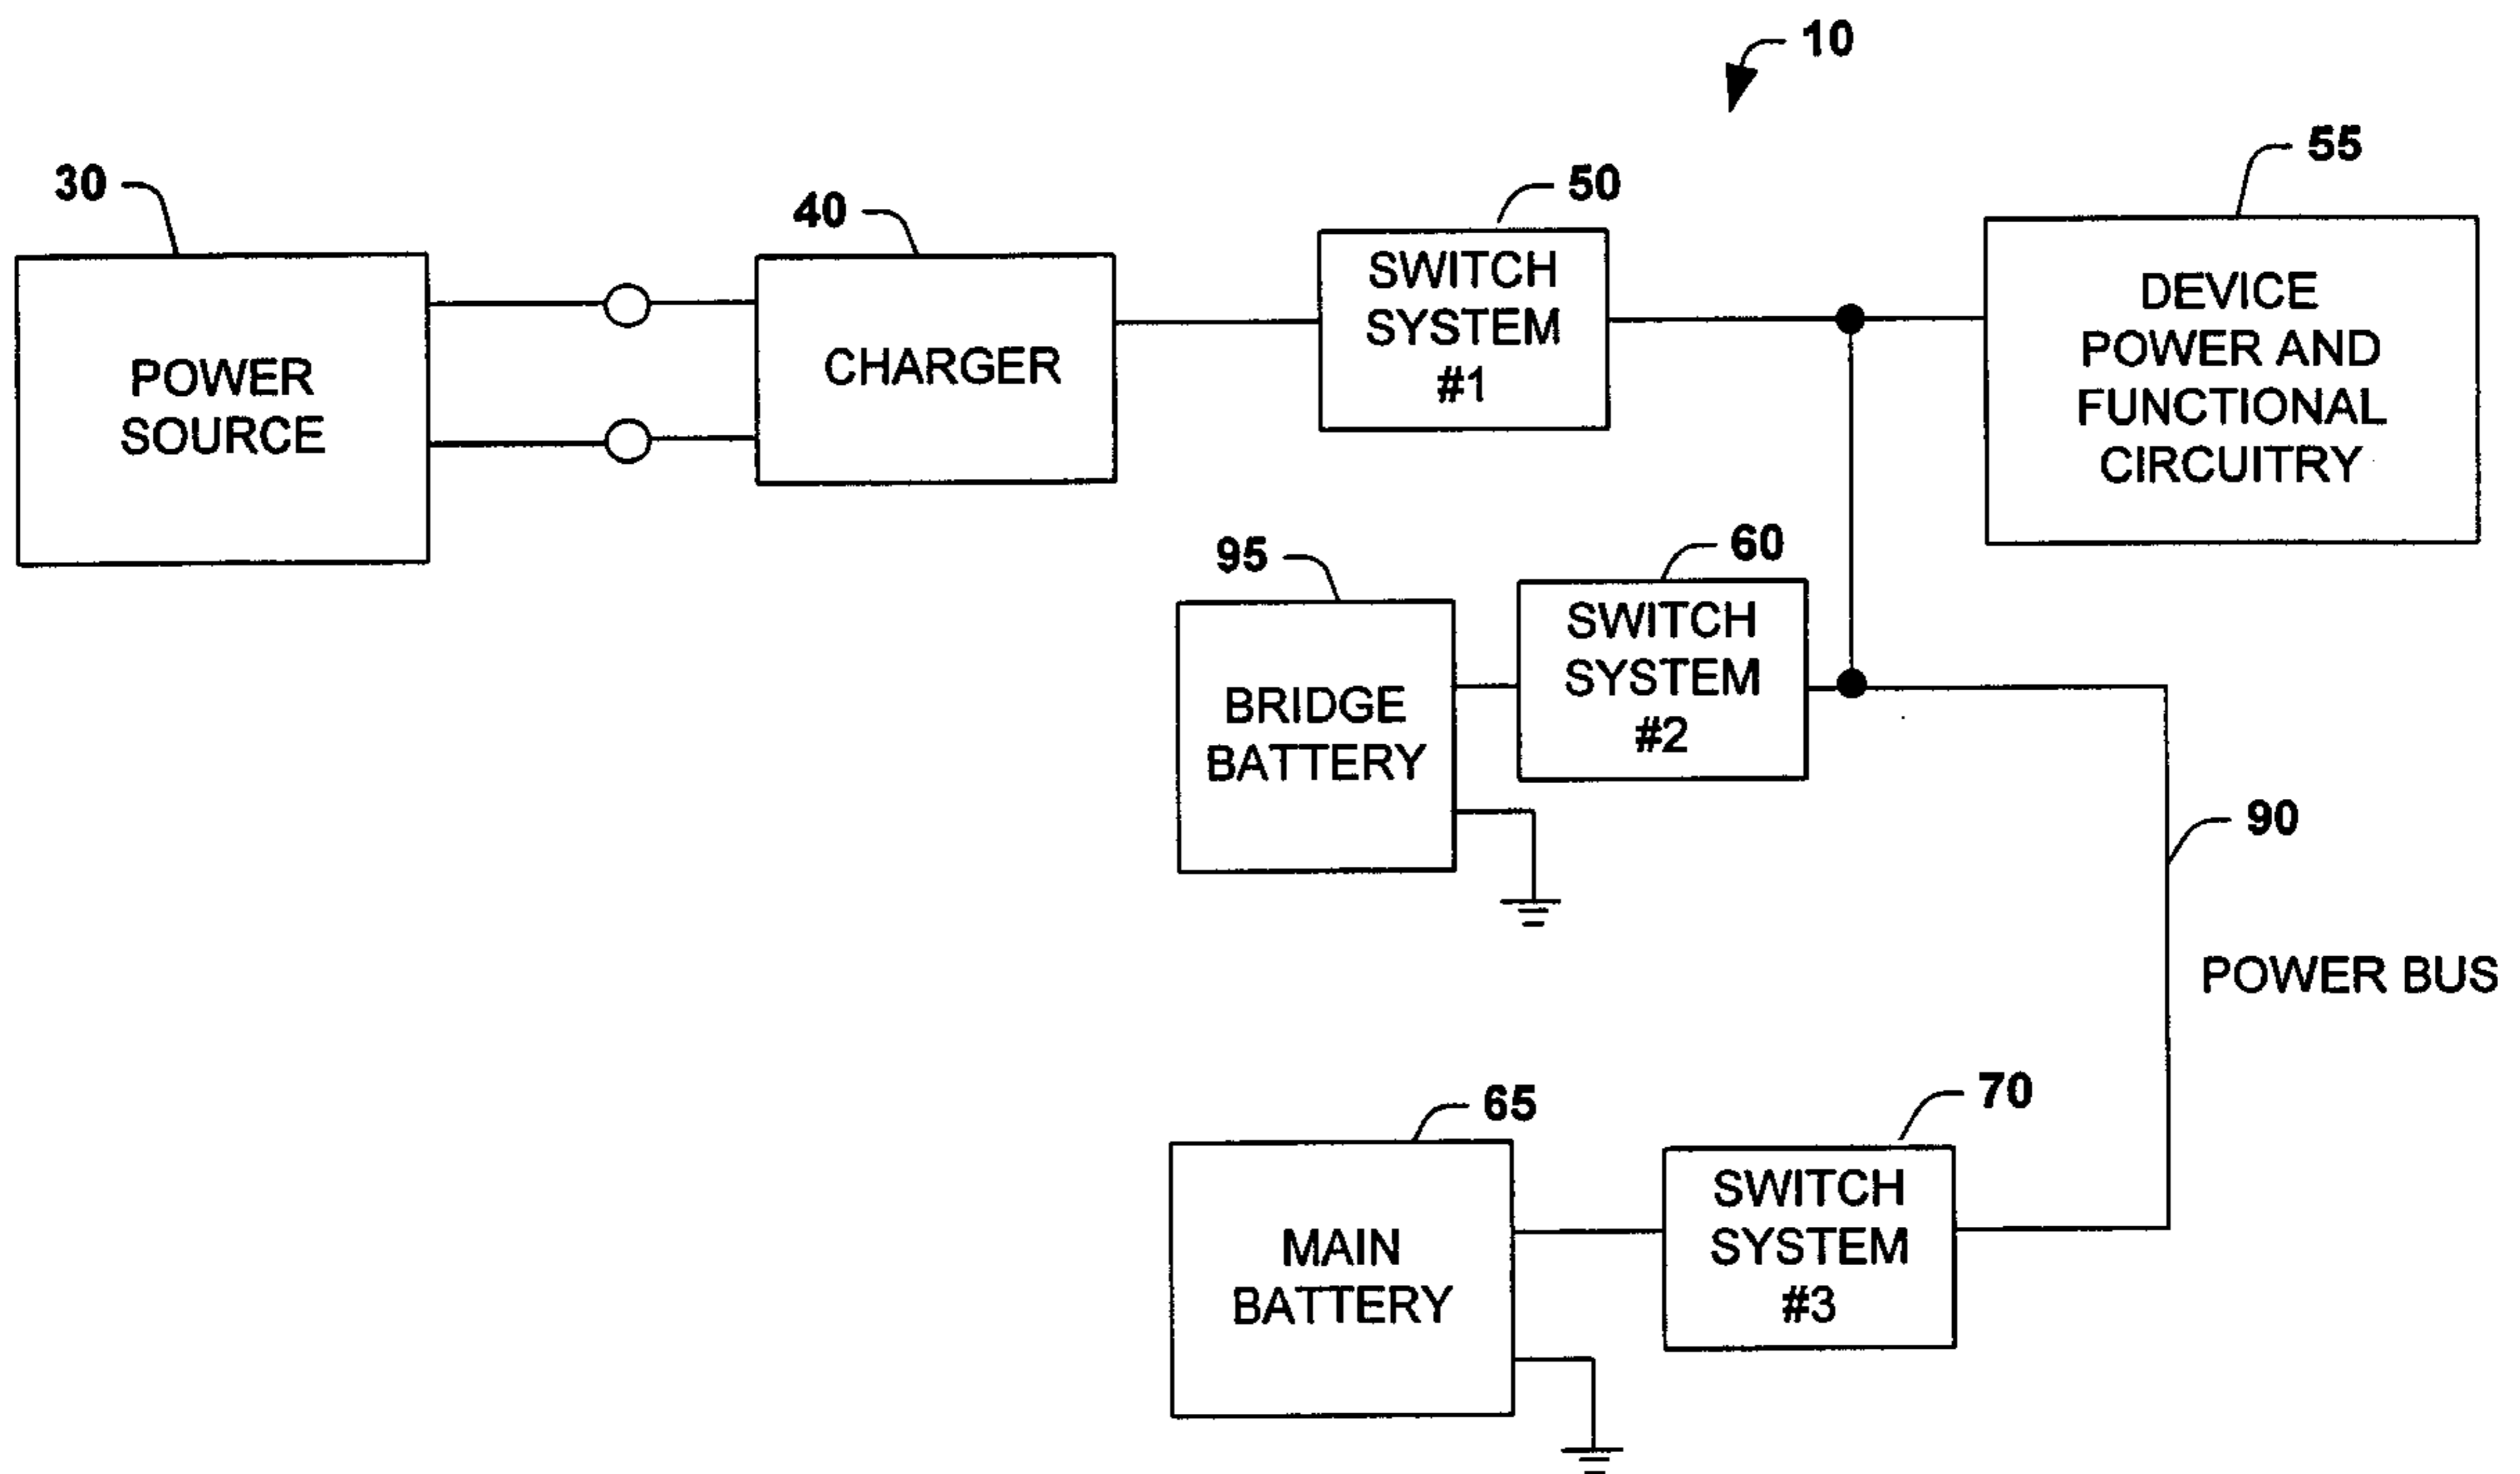 10
30
POWER
SOURCE
40
CHARGER
50
SWITCH
SYSTEM
#1
55
DEVICE
POWER AND
FUNCTIONAL
CIRCUITRY
95
BRIDGE
BATTERY
60
SWITCH
SYSTEM
#2
90
POWER BUS
65
MAIN
BATTERY
70
SWITCH
SYSTEM
#3